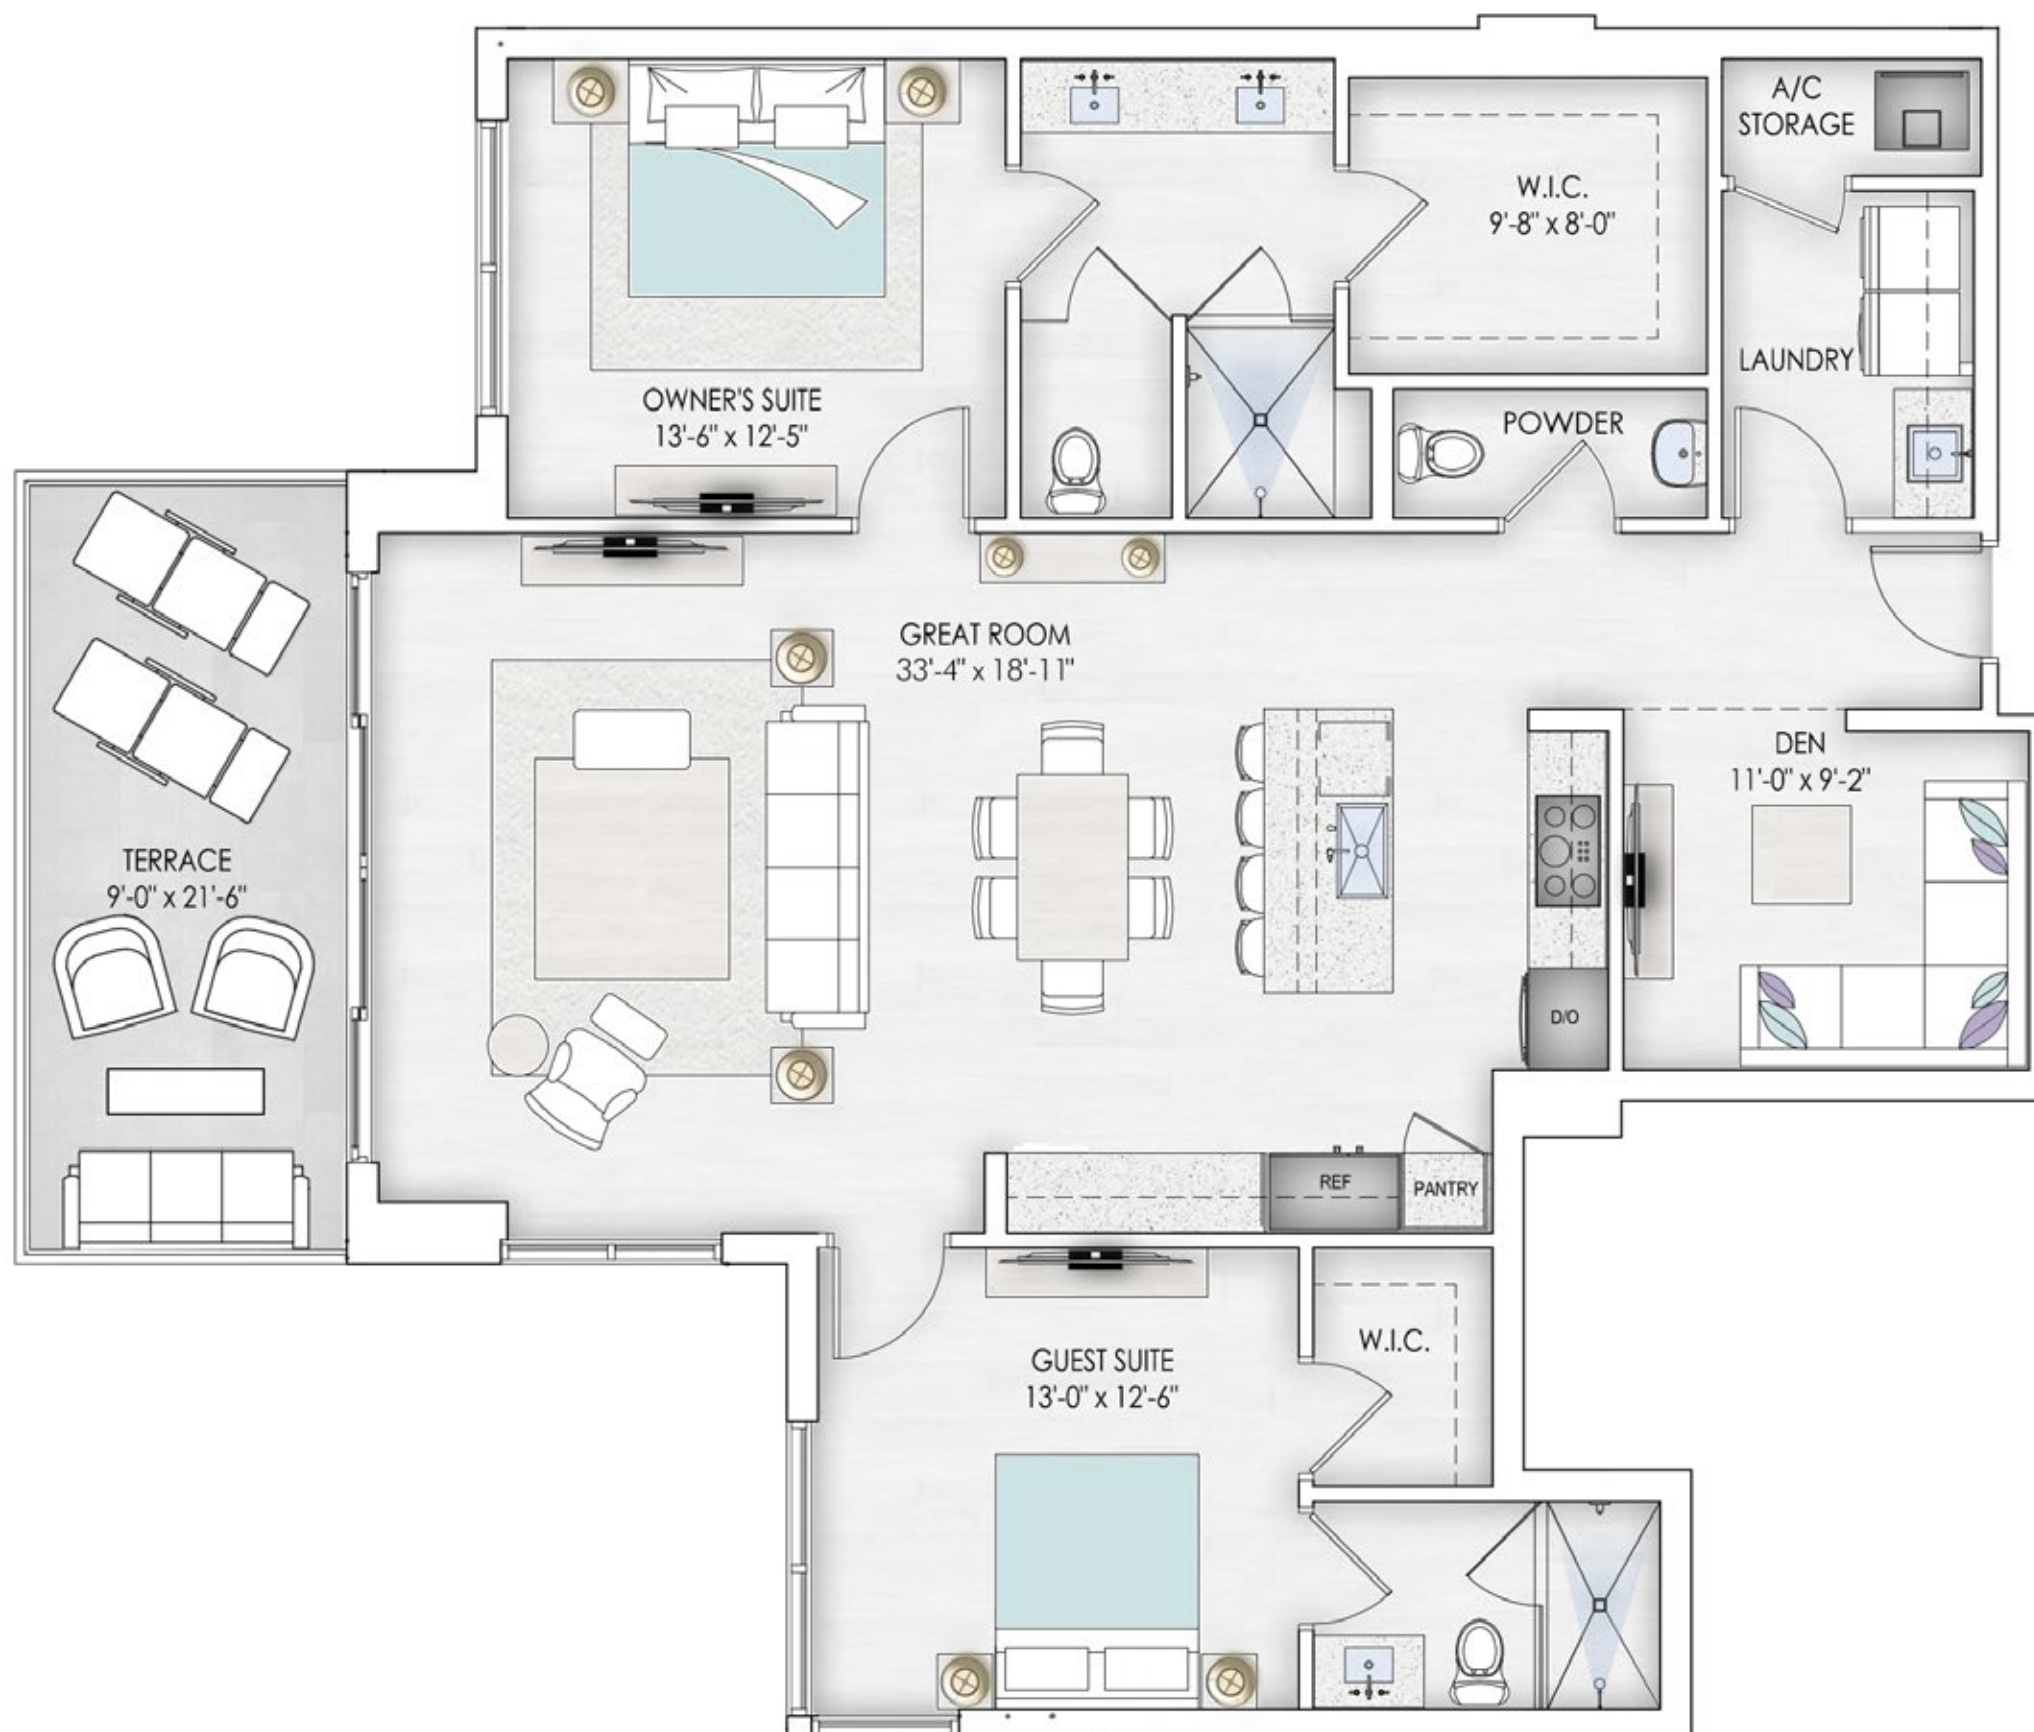 A/C
STORAGE
W.I.C.
9'-8" x 8'-0"
LAUNDRY
OWNER'S SUITE
13'-6" x 12'-5"
POWDER
GREAT ROOM
33'-4" x 18'-11"
DEN
11'-0" x 9'-2"
TERRACE
9'-0" x 21'-6"
D/O
REF
PANTRY
W.I.C.
GUEST SUITE
13'-0" x 12'-6"